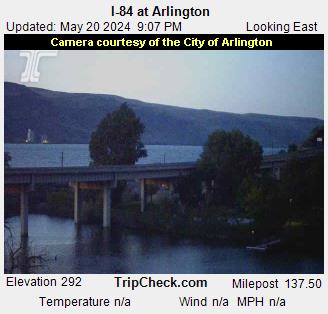 I-84 at Arlington
Updated: May 20 2024 9:07 PM Looking East
Camera courtesy of the City of Arlington
Elevation 292 TripCheck.com Milepost 137.50
Temperature n/a Wind n/a MPH n/a